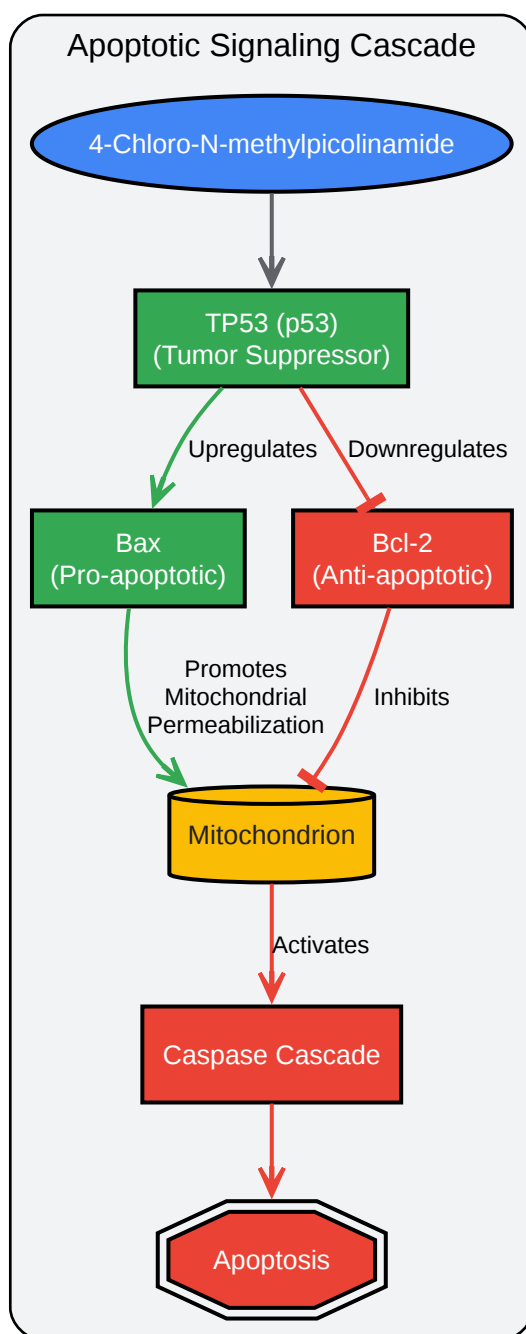 Apoptotic Signaling Cascade
4-Chloro-N-methylpicolinamide
TP53 (p53)
(Tumor Suppressor)
Upregulates
Downregulates
Bax
(Pro-apoptotic)
Bcl-2
(Anti-apoptotic)
Promotes
Mitochondrial
Permeabilization
Inhibits
Mitochondrion
Activates
Caspase Cascade
Apoptosis